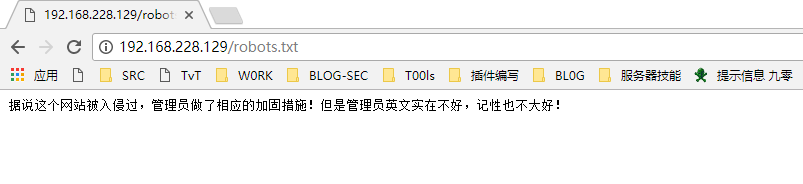 192.168.228.129/robot
192.168.228.129/robots.txt
应用 SRC TvT W0RK BLOG-SEC T00ls 插件编写 BL0G 服务器技能 提示信息 九零
据说这个网站被入侵过，管理员做了相应的加固措施！但是管理员英文实在不好，记性也不大好！